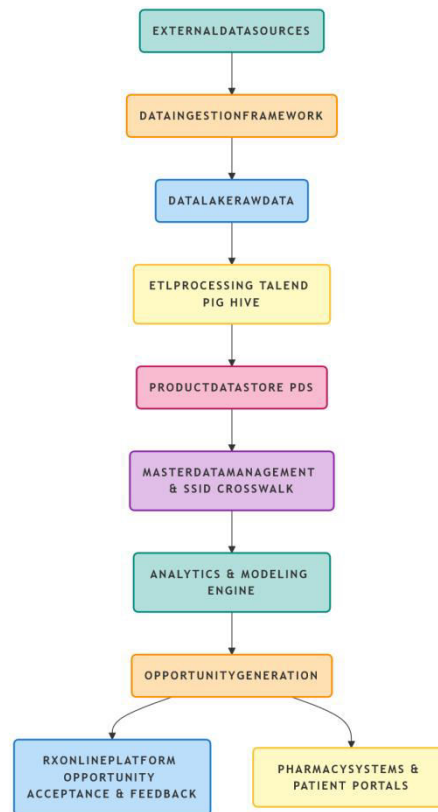 EXTERNALDATASOURCES
DATAINGESTIONFRAMEWORK
DATALAKERAWDATA
ETLPROCESSING TALEND
PIG HIVE
PRODUCTDATASTORE PDS
MASTERDATAMANAGEMENT
& SSID CROSSWALK
ANALYTICS & MODELING
ENGINE
OPPORTUNITYGENERATION
RXONLINEPLATFORM
OPPORTUNITY
ACCEPTANCE & FEEDBACK
PHARMACYSYSTEMS &
PATIENT PORTALS